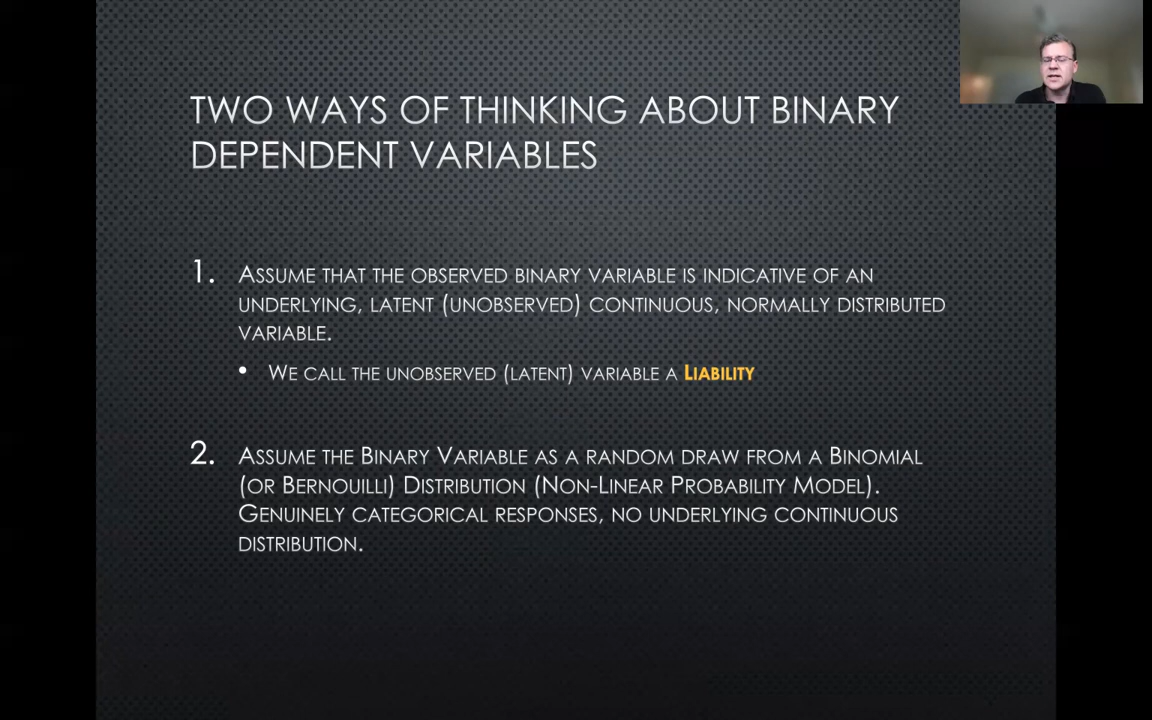 TWO WAYS OF THINKING ABOUT BINARY
DEPENDENT VARIABLES
1. ASSUME THAT THE OBSERVED BINARY VARIABLE IS INDICATIVE OF AN
UNDERLYING, LATENT (UNOBSERVED) CONTINUOUS, NORMALLY DISTRIBUTED
VARIABLE.
• WE CALL THE UNOBSERVED (LATENT) VARIABLE A LIABILITY
2. ASSUME THE BINARY VARIABLE AS A RANDOM DRAW FROM A BINOMIAL
(OR BERNOUILLI) DISTRIBUTION (NON-LINEAR PROBABILITY MODEL).
GENUINELY CATEGORICAL RESPONSES, NO UNDERLYING CONTINUOUS
DISTRIBUTION.